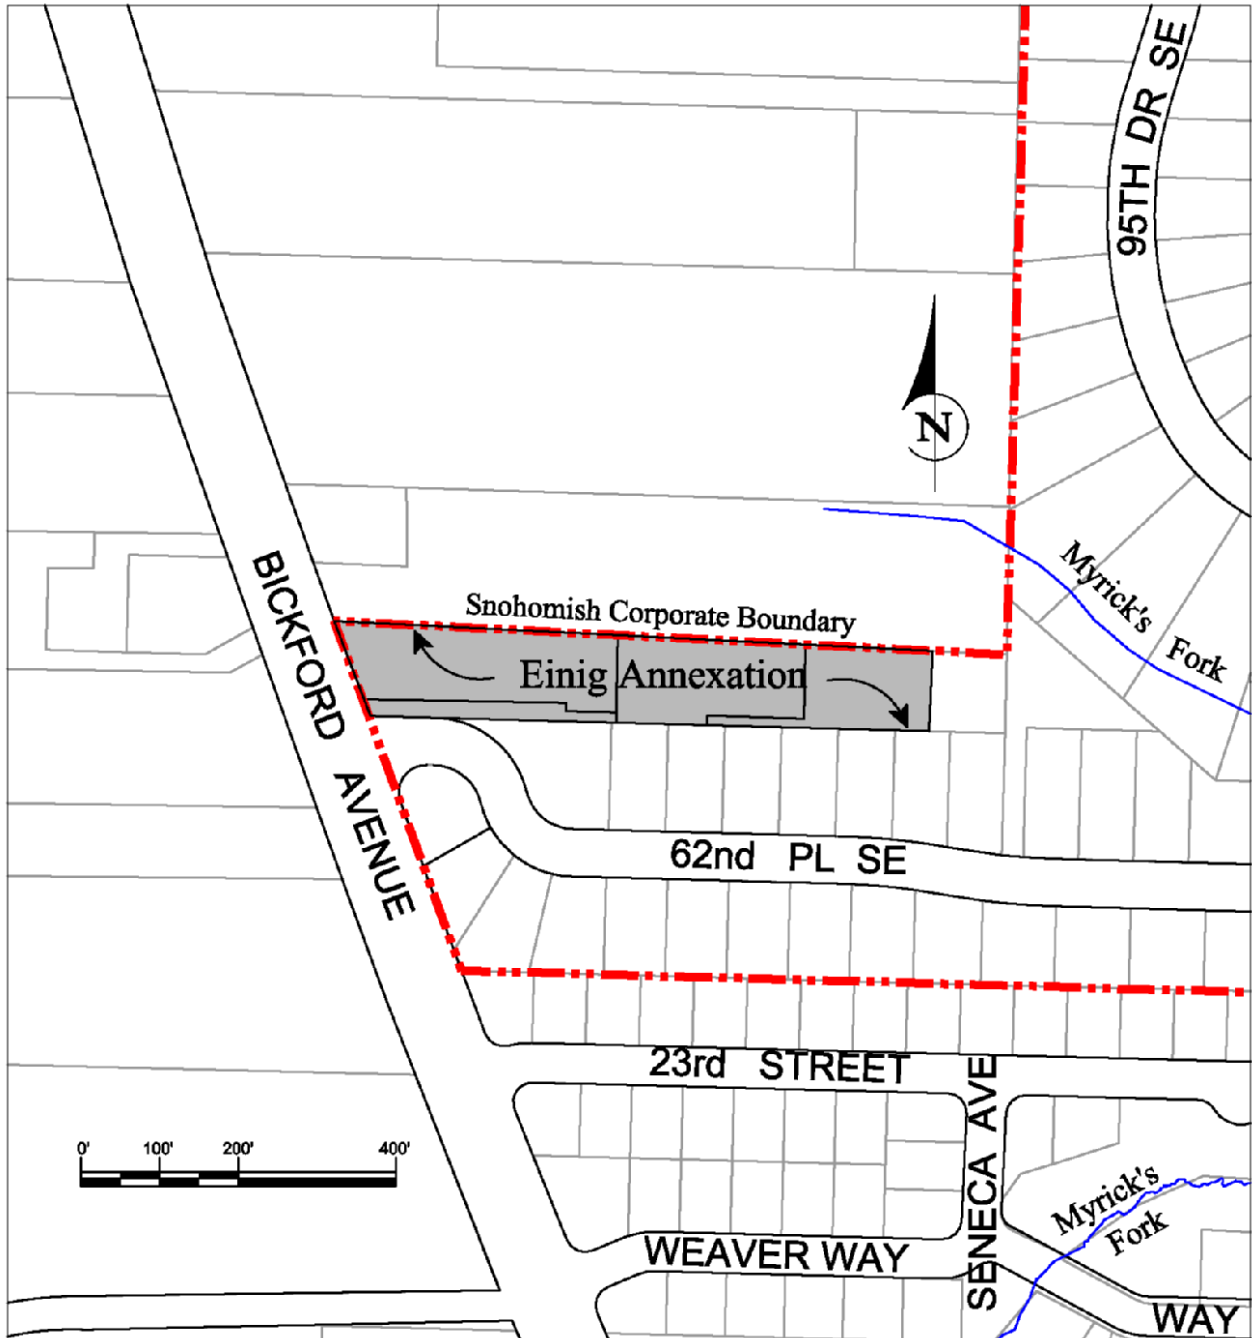 95TH DR SE
N
Myrick's
Fork
Snohomish Corporate Boundary
Einig Annexation
BICKFORD AVENUE
62nd PL SE
23rd STREET
SENECA AVE
0' 100' 200' 400'
Myrick's
Fork
WEAVER WAY
WAY